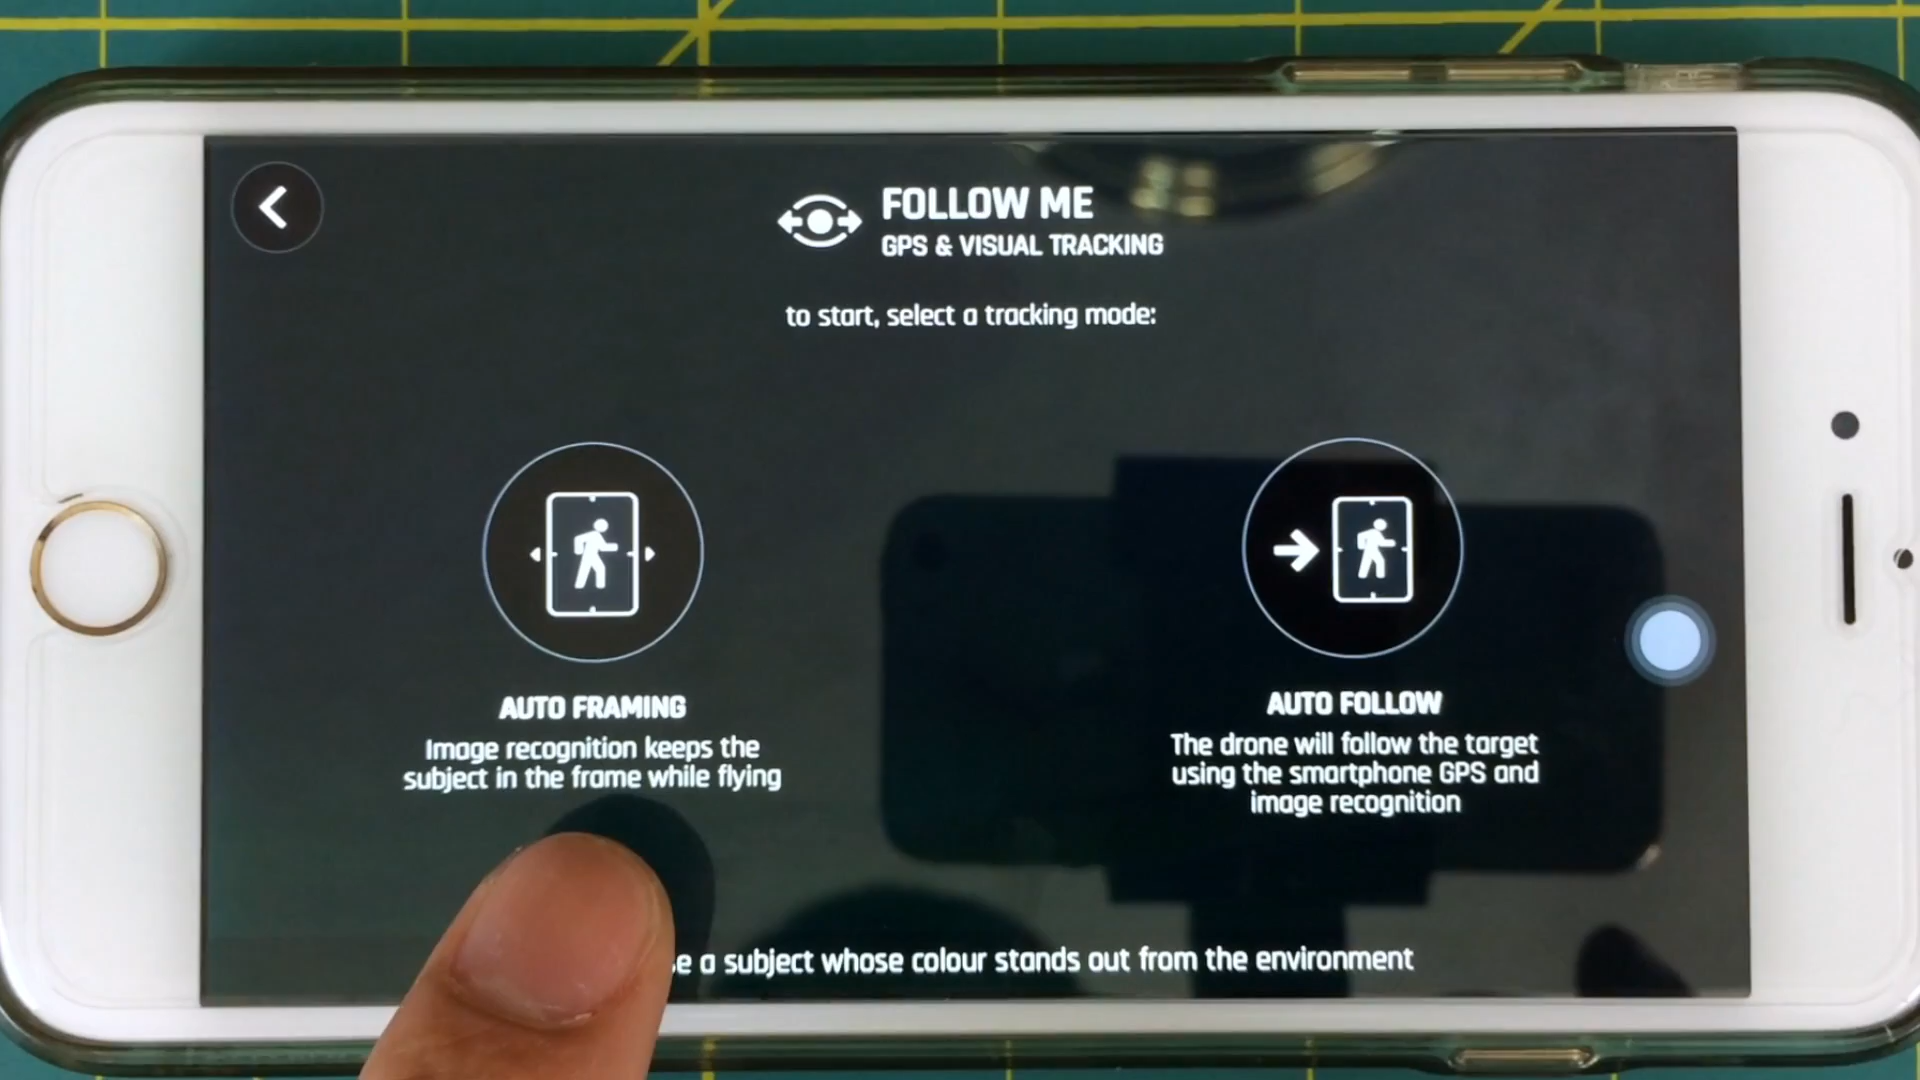 FOLLOW ME
GPS & VISUAL TRACKING
to start, select a tracking mode:
AUTO FRAMING
Image recognition keeps the
subject in the frame while flying
AUTO FOLLOW
The drone will follow the target
using the smartphone GPS and
image recognition
a subject whose colour stands out from the environment